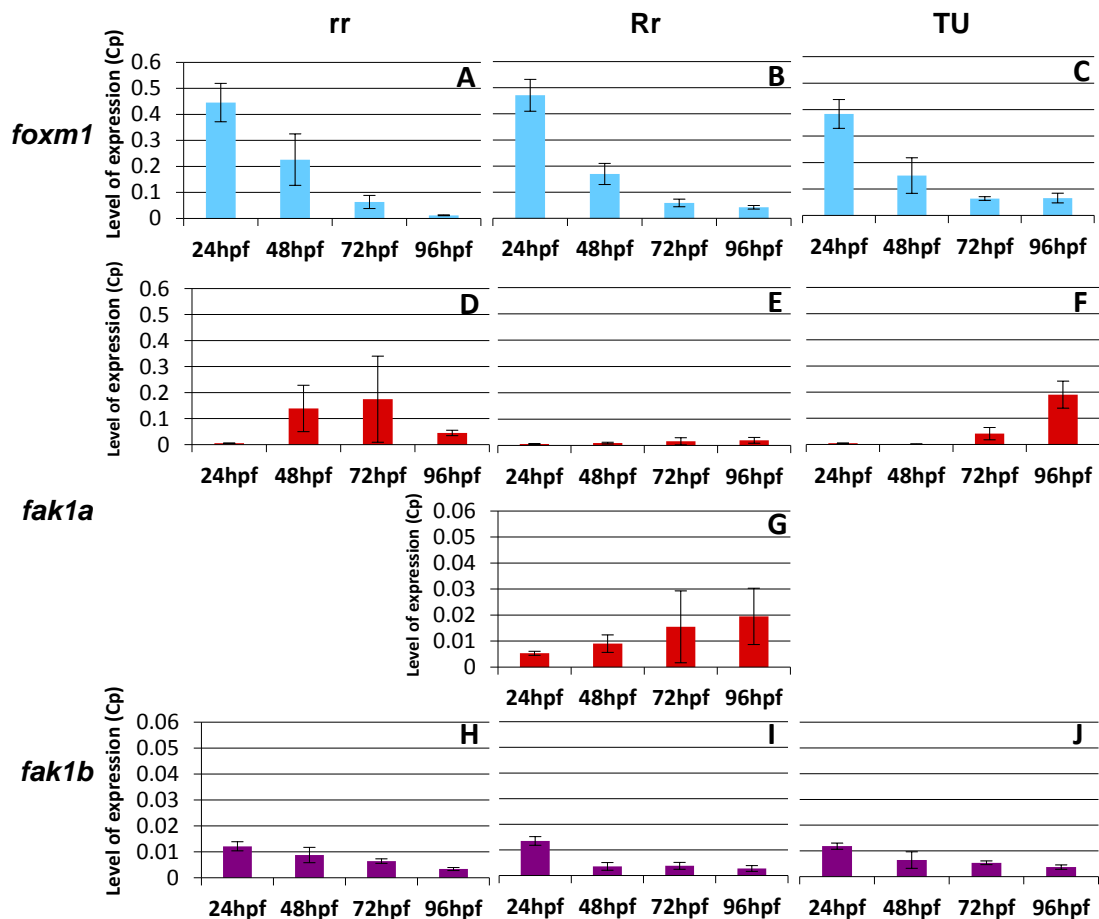 rr Rr TU
foxm1
Level of expression (Cp)
0.6
0.5
0.4
0.3
0.2
0.1
0
A
B
C
24hpf 48hpf 72hpf 96hpf
24hpf 48hpf 72hpf 96hpf
24hpf 48hpf 72hpf 96hpf
Level of expression (Cp)
0.6
0.5
0.4
0.3
0.2
0.1
0
D
E
F
24hpf 48hpf 72hpf 96hpf
24hpf 48hpf 72hpf 96hpf
24hpf 48hpf 72hpf 96hpf
fak1a
Level of expression (Cp)
0.06
0.05
0.04
0.03
0.02
0.01
0
G
24hpf 48hpf 72hpf 96hpf
fak1b
Level of expression (Cp)
0.06
0.05
0.04
0.03
0.02
0.01
0
H
I
J
24hpf 48hpf 72hpf 96hpf
24hpf 48hpf 72hpf 96hpf
24hpf 48hpf 72hpf 96hpf